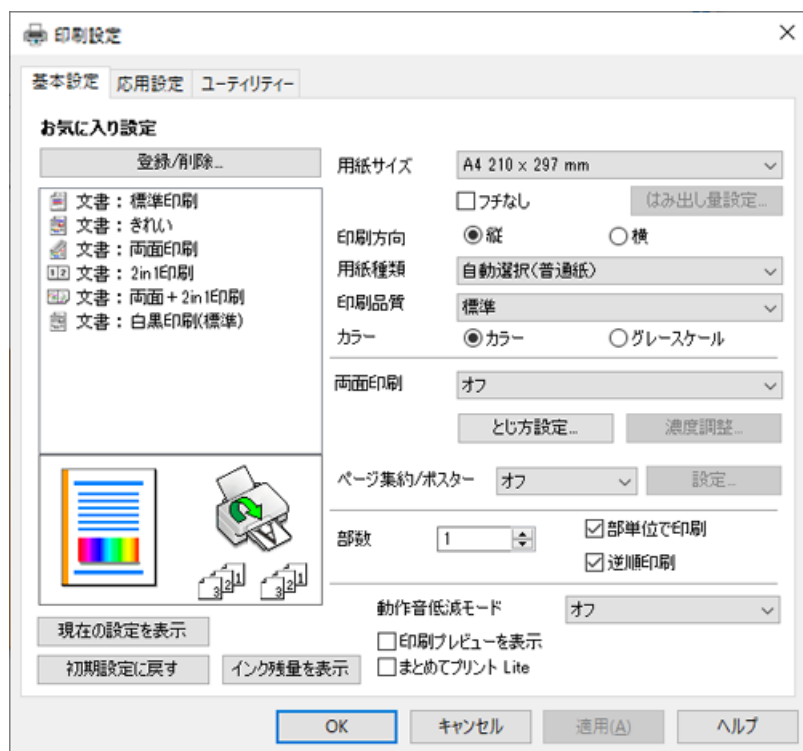 印刷設定
基本設定 応用設定 ユーティリティー
お気に入り設定
登録/削除...
文書：標準印刷
文書：きれい
文書：両面印刷
文書：2in1印刷
文書：両面＋2in1印刷
文書：白黒印刷(標準)
用紙サイズ A4 210 x 297 mm
フチなし はみ出し量設定...
印刷方向 縦 横
用紙種類 自動選択(普通紙)
印刷品質 標準
カラー カラー グレースケール
両面印刷 オフ
とじ方設定... 濃度調整...
ページ集約/ポスター オフ 設定...
部数 1 部単位で印刷
逆順印刷
動作音低減モード オフ
印刷プレビューを表示
まとめてプリント Lite
1 2
3 2 1 3 2 1
現在の設定を表示
初期設定に戻す インク残量を表示
OK キャンセル 適用(A) ヘルプ